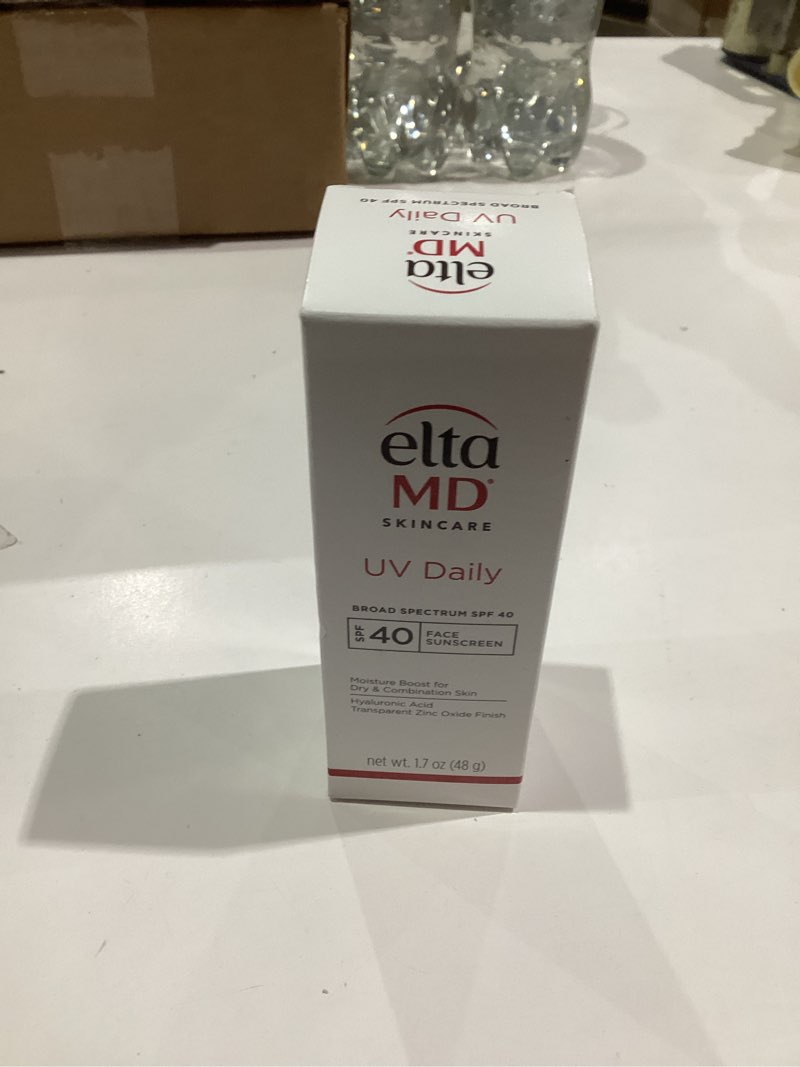 elta
MD®
SKINCARE
UV Daily
BROAD SPECTRUM SPF 40
elta
MD®
SKINCARE
UV Daily
BROAD SPECTRUM SPF 40
SPF 40 FACE
SUNSCREEN
Moisture Boost for
Dry & Combination Skin
Hyaluronic Acid
Transparent Zinc Oxide Finish
net wt. 1.7 oz (48 g)